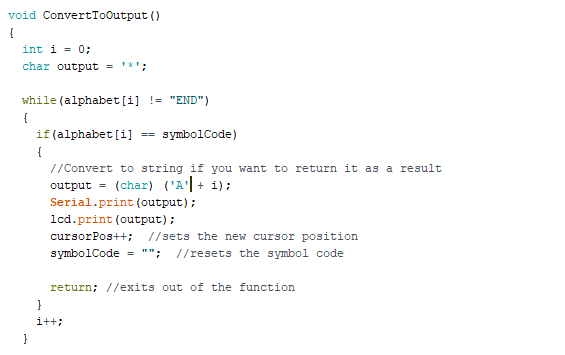 void ConvertToOutput()
{
  int i = 0;
  char output = '*';

  while(alphabet[i] != "END")
  {
    if(alphabet[i] == symbolCode)
    {
      //Convert to string if you want to return it as a result
      output = (char) ('A' + i);
      Serial.print(output);
      lcd.print(output);
      cursorPos++;  //sets the new cursor position
      symbolCode = "";  //resets the symbol code

      return; //exits out of the function
    }
    i++;
  }